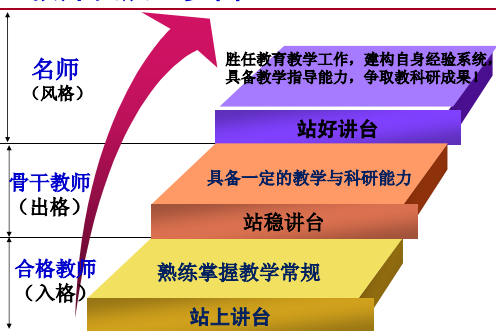 名师
（风格）
胜任教育教学工作，建构自身经验系统，
具备教学指导能力，争取教科研成果！
站好讲台
骨干教师
（出格）
具备一定的教学与科研能力
站稳讲台
合格教师
（入格）
熟练掌握教学常规
站上讲台